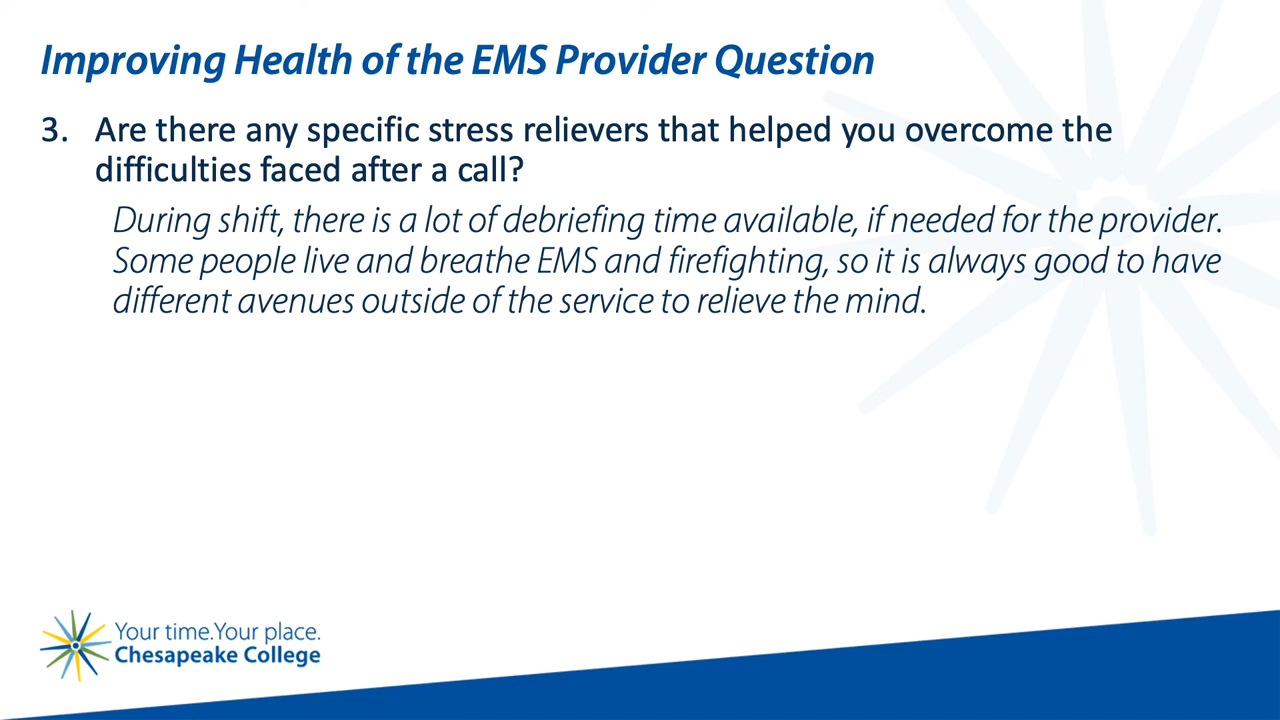 Improving Health of the EMS Provider Question
3. Are there any specific stress relievers that helped you overcome the
difficulties faced after a call?
During shift, there is a lot of debriefing time available, if needed for the provider.
Some people live and breathe EMS and firefighting, so it is always good to have
different avenues outside of the service to relieve the mind.
Your time.Your place.
Chesapeake College